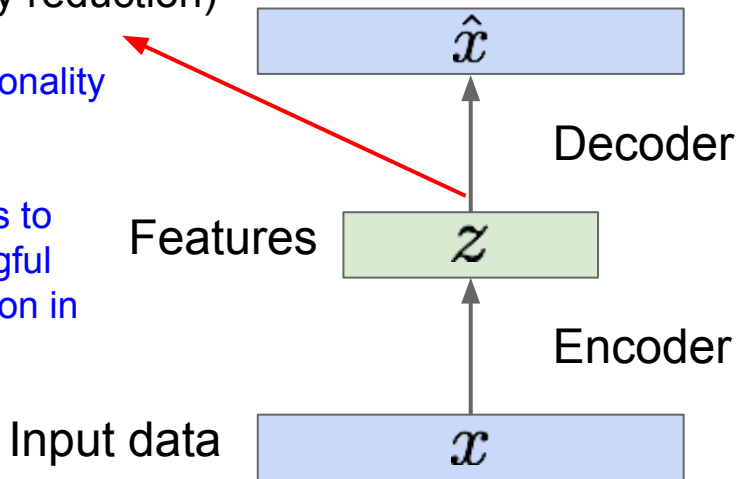 y reduction)
x̂
onality
Decoder
s to
Features
z
gful
on in
Encoder
Input data
x